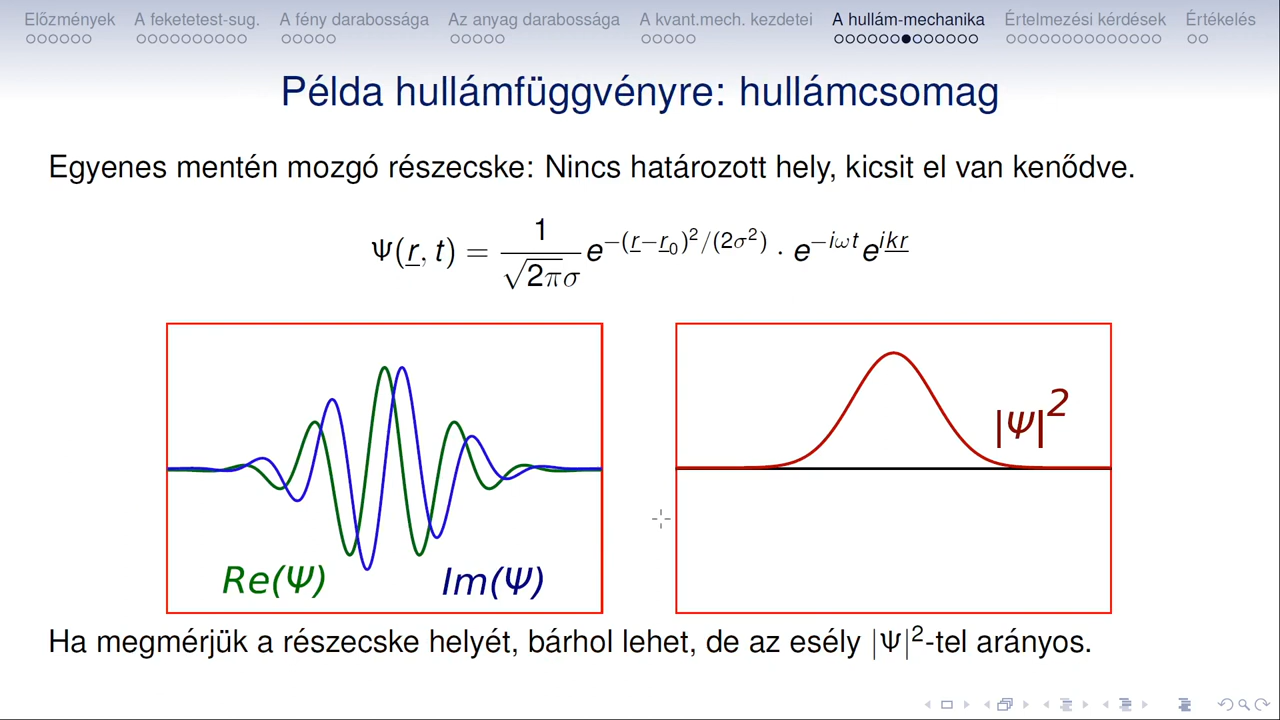 Előzmények A feketetest-sug. A fény darabossága Az anyag darabossága A kvant.mech. kezdetei A hullám-mechanika Értelmezési kérdések Értékelés
Példa hullámfüggvényre: hullámcsomag
Egyenes mentén mozgó részecske: Nincs határozott hely, kicsit el van kenődve.
Ψ(r, t) = 1/(√2πσ) e^−(r−r₀)²/(2σ²) · e^−iωt e^ikr
Re(Ψ) Im(Ψ)
|Ψ|²
Ha megmérjük a részecske helyét, bárhol lehet, de az esély |Ψ|²-tel arányos.